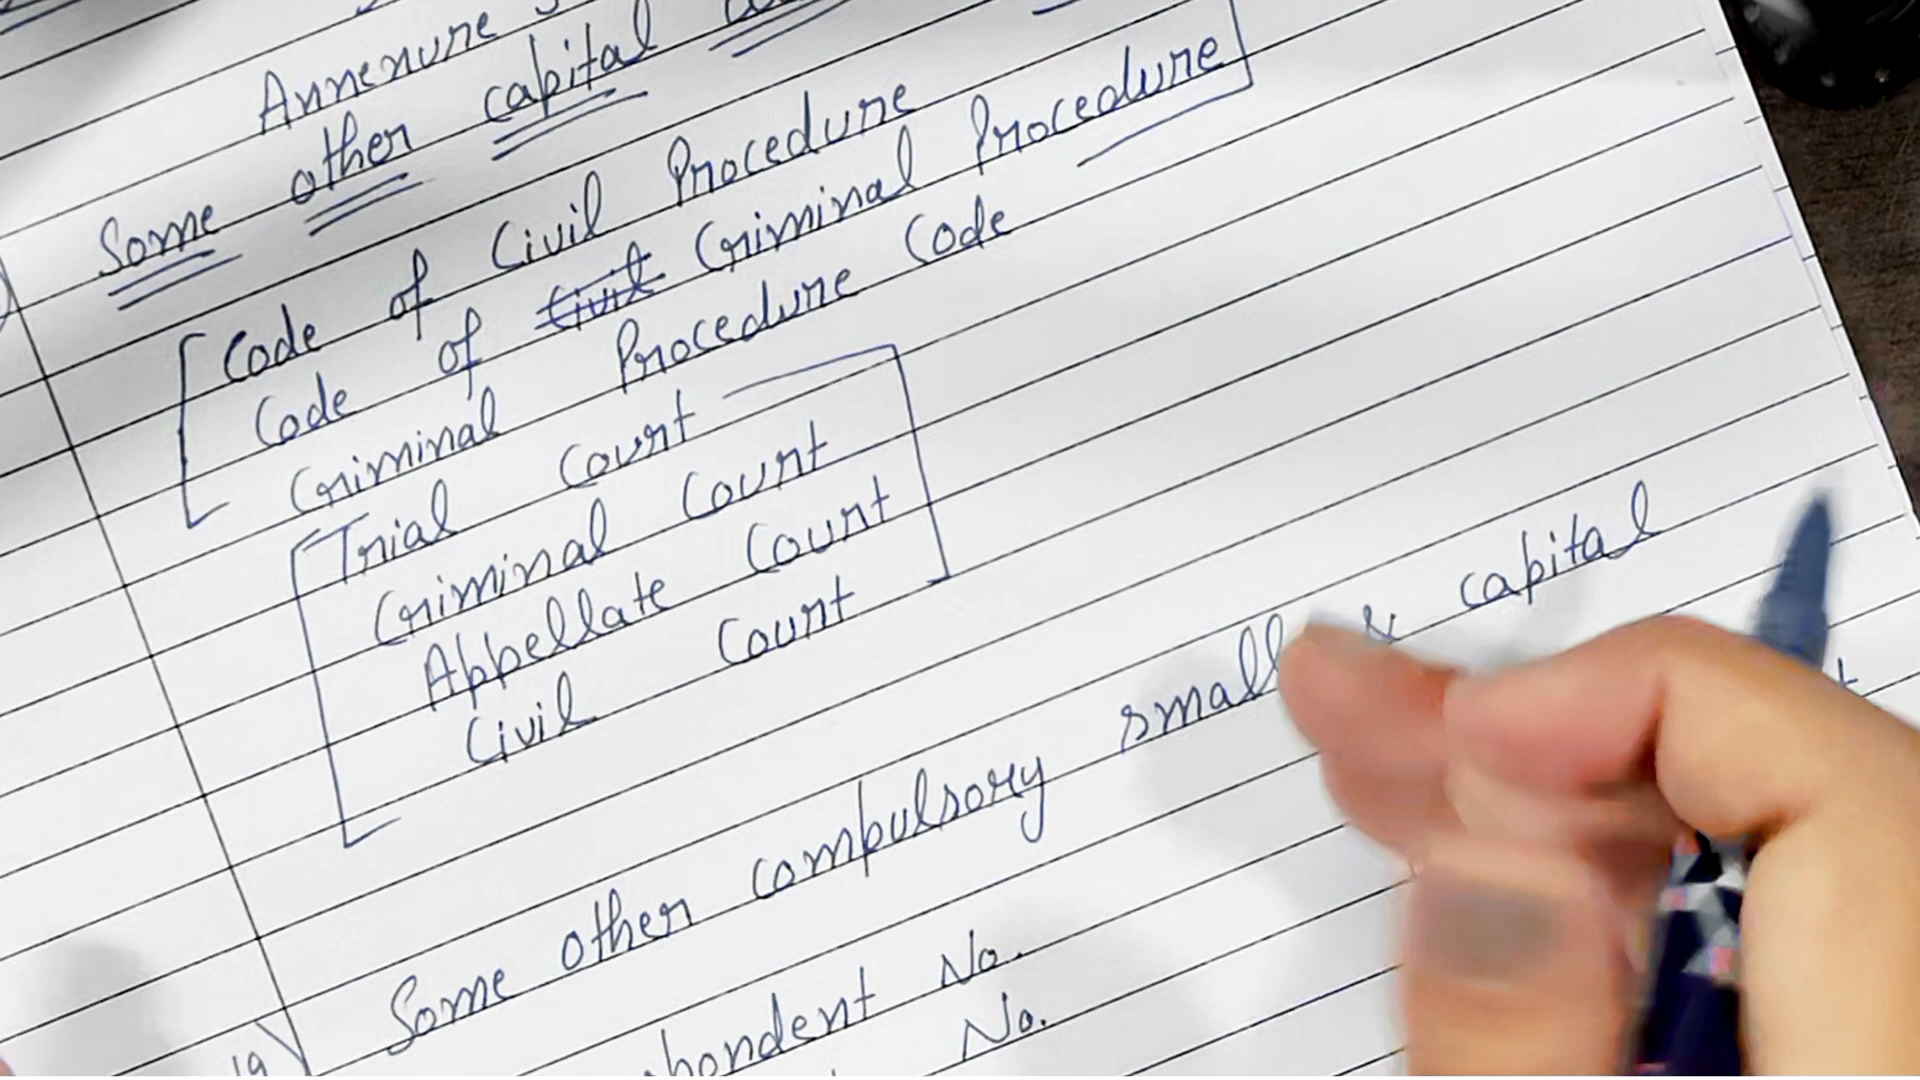 Annexure
Some other capital
Code of Civil Procedure
Code of Civil Criminal Procedure
Criminal Procedure Code
Trial Court
Criminal Court
Appellate Court
Civil Court
Some other compulsory small & capital
No.
No.
19